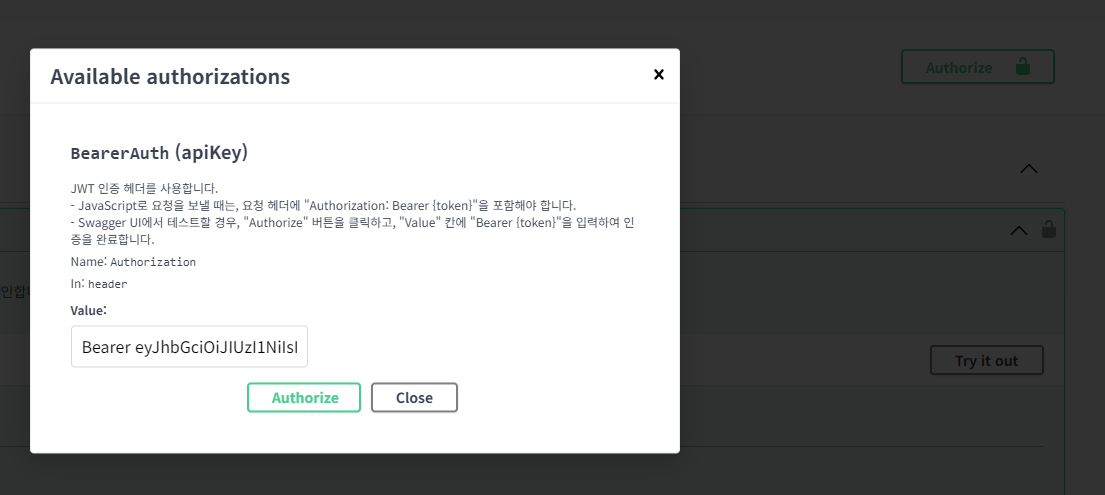 Available authorizations
Authorize
BearerAuth (apiKey)
JWT 인증 헤더를 사용합니다.
- JavaScript로 요청을 보낼 때는, 요청 헤더에 "Authorization: Bearer {token}"을 포함해야 합니다.
- Swagger UI에서 테스트할 경우, "Authorize" 버튼을 클릭하고, "Value" 칸에 "Bearer {token}"을 입력하여 인
증을 완료합니다.
Name: Authorization
In: header
Value:
Bearer eyJhbGciOiJIUzI1NiIsI
Try it out
Authorize
Close